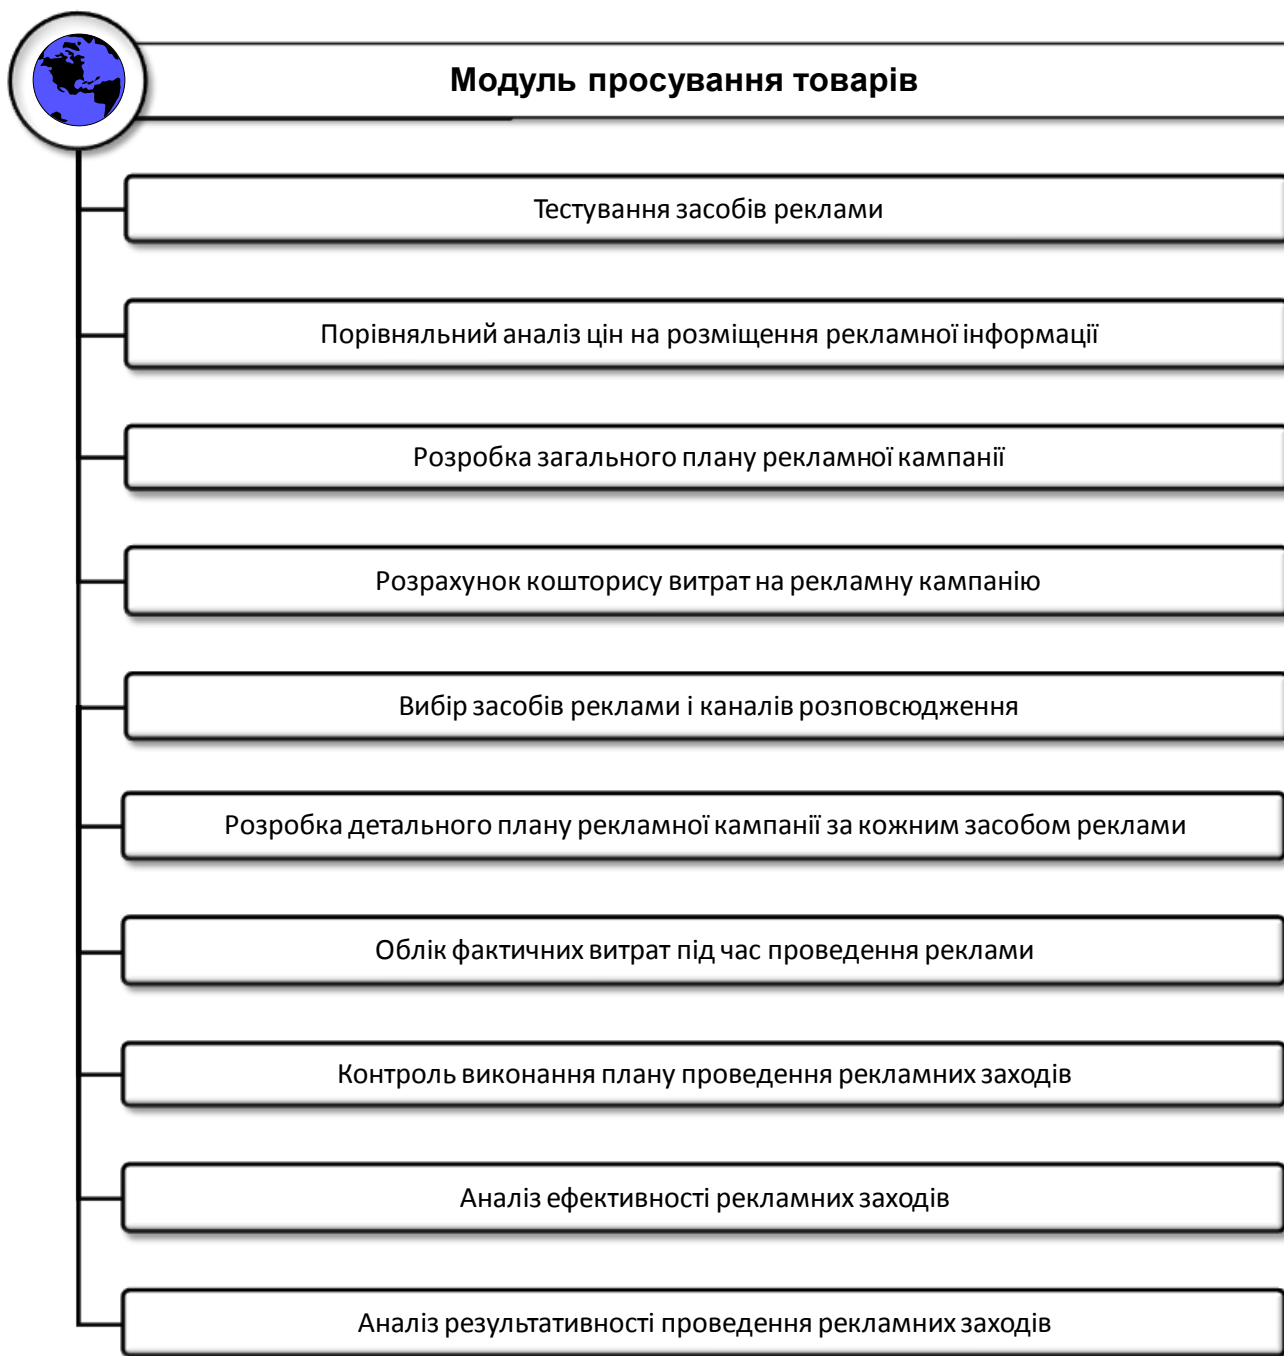 Модуль просування товарів
Тестування засобів реклами
Порівняльний аналіз цін на розміщення рекламної інформації
Розробка загального плану рекламної кампанії
Розрахунок кошторису витрат на рекламну кампанію
Вибір засобів реклами і каналів розповсюдження
Розробка детального плану рекламної кампанії за кожним засобом реклами
Облік фактичних витрат під час проведення реклами
Контроль виконання плану проведення рекламних заходів
Аналіз ефективності рекламних заходів
Аналіз результативності проведення рекламних заходів